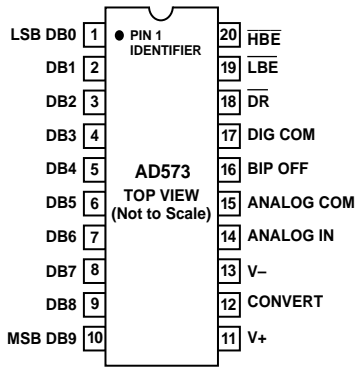 LSB DB0 1
DB1 2
DB2 3
DB3 4
DB4 5
DB5 6
DB6 7
DB7 8
DB8 9
MSB DB9 10
PIN 1
IDENTIFIER
AD573
TOP VIEW
(Not to Scale)
20 HBE
19 LBE
18 DR
17 DIG COM
16 BIP OFF
15 ANALOG COM
14 ANALOG IN
13 V–
12 CONVERT
11 V+